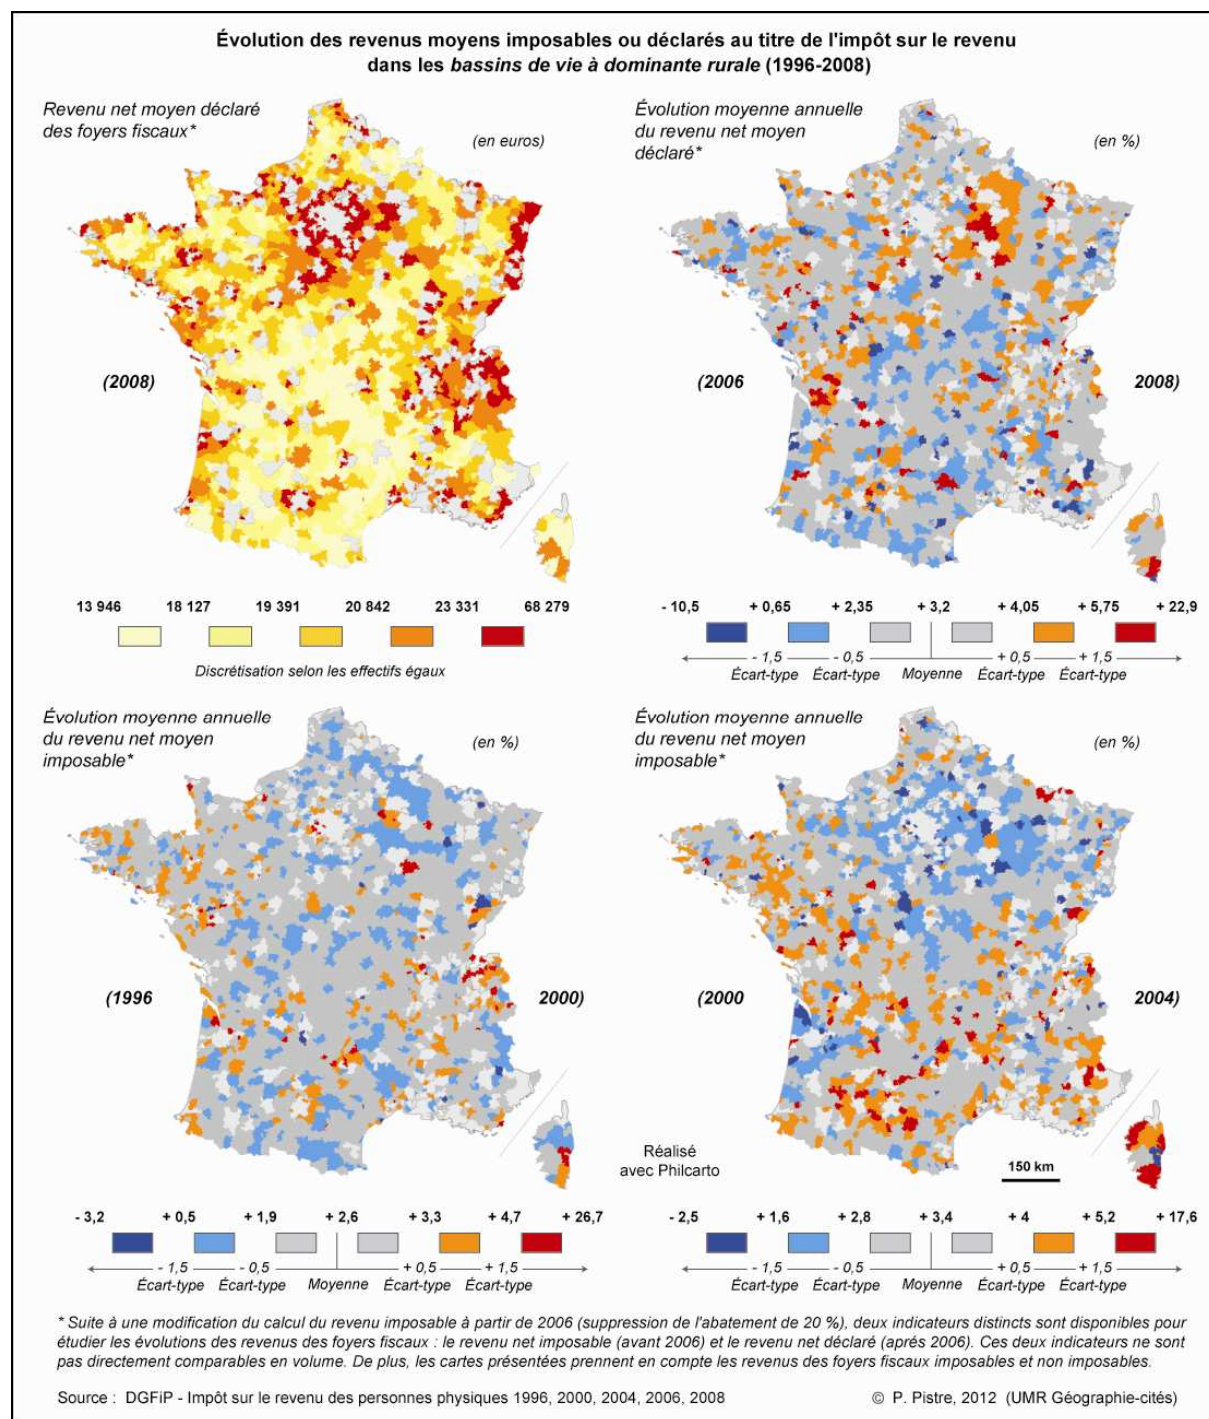 Évolution des revenus moyens imposables ou déclarés au titre de l'impôt sur le revenu
dans les bassins de vie à dominante rurale (1996-2008)
Revenu net moyen déclaré
des foyers fiscaux*
(en euros)
(2008)
13 946 18 127 19 391 20 842 23 331 68 279
Discrétisation selon les effectifs égaux
Évolution moyenne annuelle
du revenu net moyen
déclaré*
(en %)
(2006 2008)
- 10,5 + 0,65 + 2,35 + 3,2 + 4,05 + 5,75 + 22,9
- 1,5 - 0,5 + 0,5 + 1,5
Écart-type Écart-type Moyenne Écart-type Écart-type
Évolution moyenne annuelle
du revenu net moyen
imposable*
(en %)
(1996 2000)
- 3,2 + 0,5 + 1,9 + 2,6 + 3,3 + 4,7 + 26,7
- 1,5 - 0,5 + 0,5 + 1,5
Écart-type Écart-type Moyenne Écart-type Écart-type
Évolution moyenne annuelle
du revenu net moyen
imposable*
(en %)
(2000 2004)
Réalisé
avec Philcarto
150 km
- 2,5 + 1,6 + 2,8 + 3,4 + 4 + 5,2 + 17,6
- 1,5 - 0,5 + 0,5 + 1,5
Écart-type Écart-type Moyenne Écart-type Écart-type
* Suite à une modification du calcul du revenu imposable à partir de 2006 (suppression de l'abatement de 20 %), deux indicateurs distincts sont disponibles pour
étudier les évolutions des revenus des foyers fiscaux : le revenu net imposable (avant 2006) et le revenu net déclaré (aprés 2006). Ces deux indicateurs ne sont
pas directement comparables en volume. De plus, les cartes présentées prennent en compte les revenus des foyers fiscaux imposables et non imposables.
Source : DGFiP - Impôt sur le revenu des personnes physiques 1996, 2000, 2004, 2006, 2008
© P. Pistre, 2012 (UMR Géographie-cités)